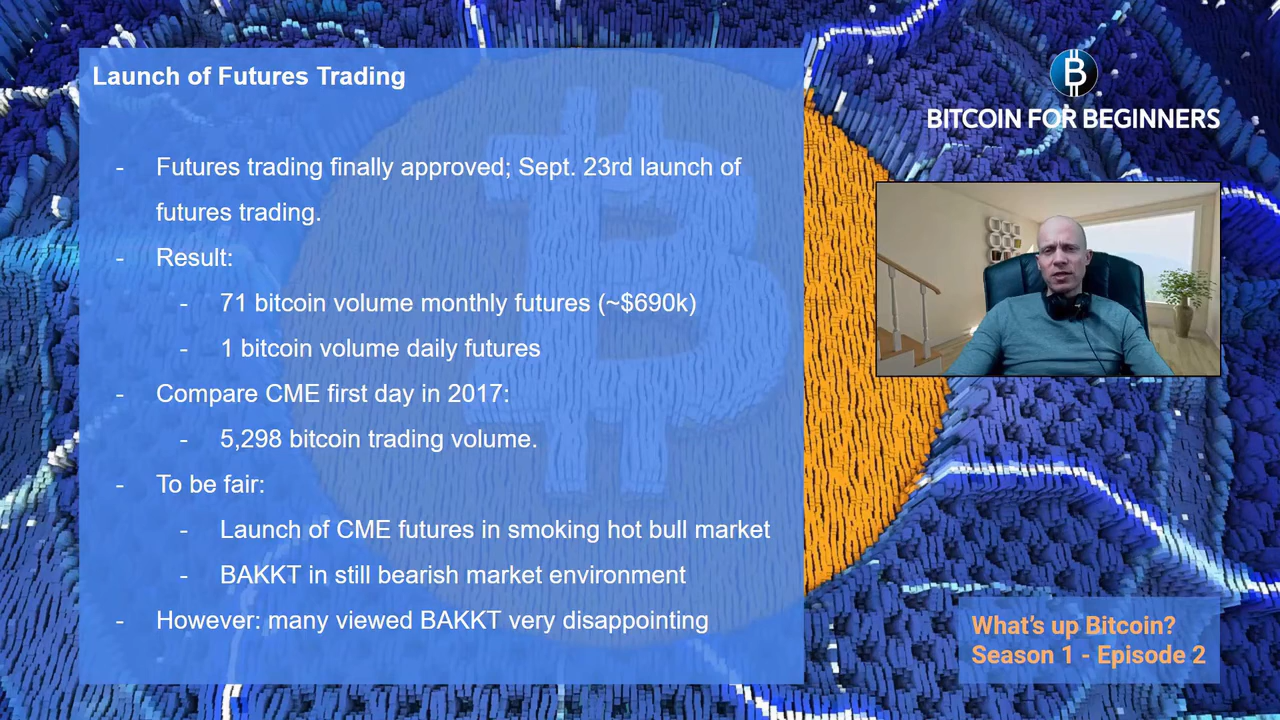 Launch of Futures Trading
- Futures trading finally approved; Sept. 23rd launch of
futures trading.
- Result:
- 71 bitcoin volume monthly futures (~$690k)
- 1 bitcoin volume daily futures
- Compare CME first day in 2017:
- 5,298 bitcoin trading volume.
- To be fair:
- Launch of CME futures in smoking hot bull market
- BAKKT in still bearish market environment
- However: many viewed BAKKT very disappointing
BITCOIN FOR BEGINNERS
What’s up Bitcoin?
Season 1 - Episode 2